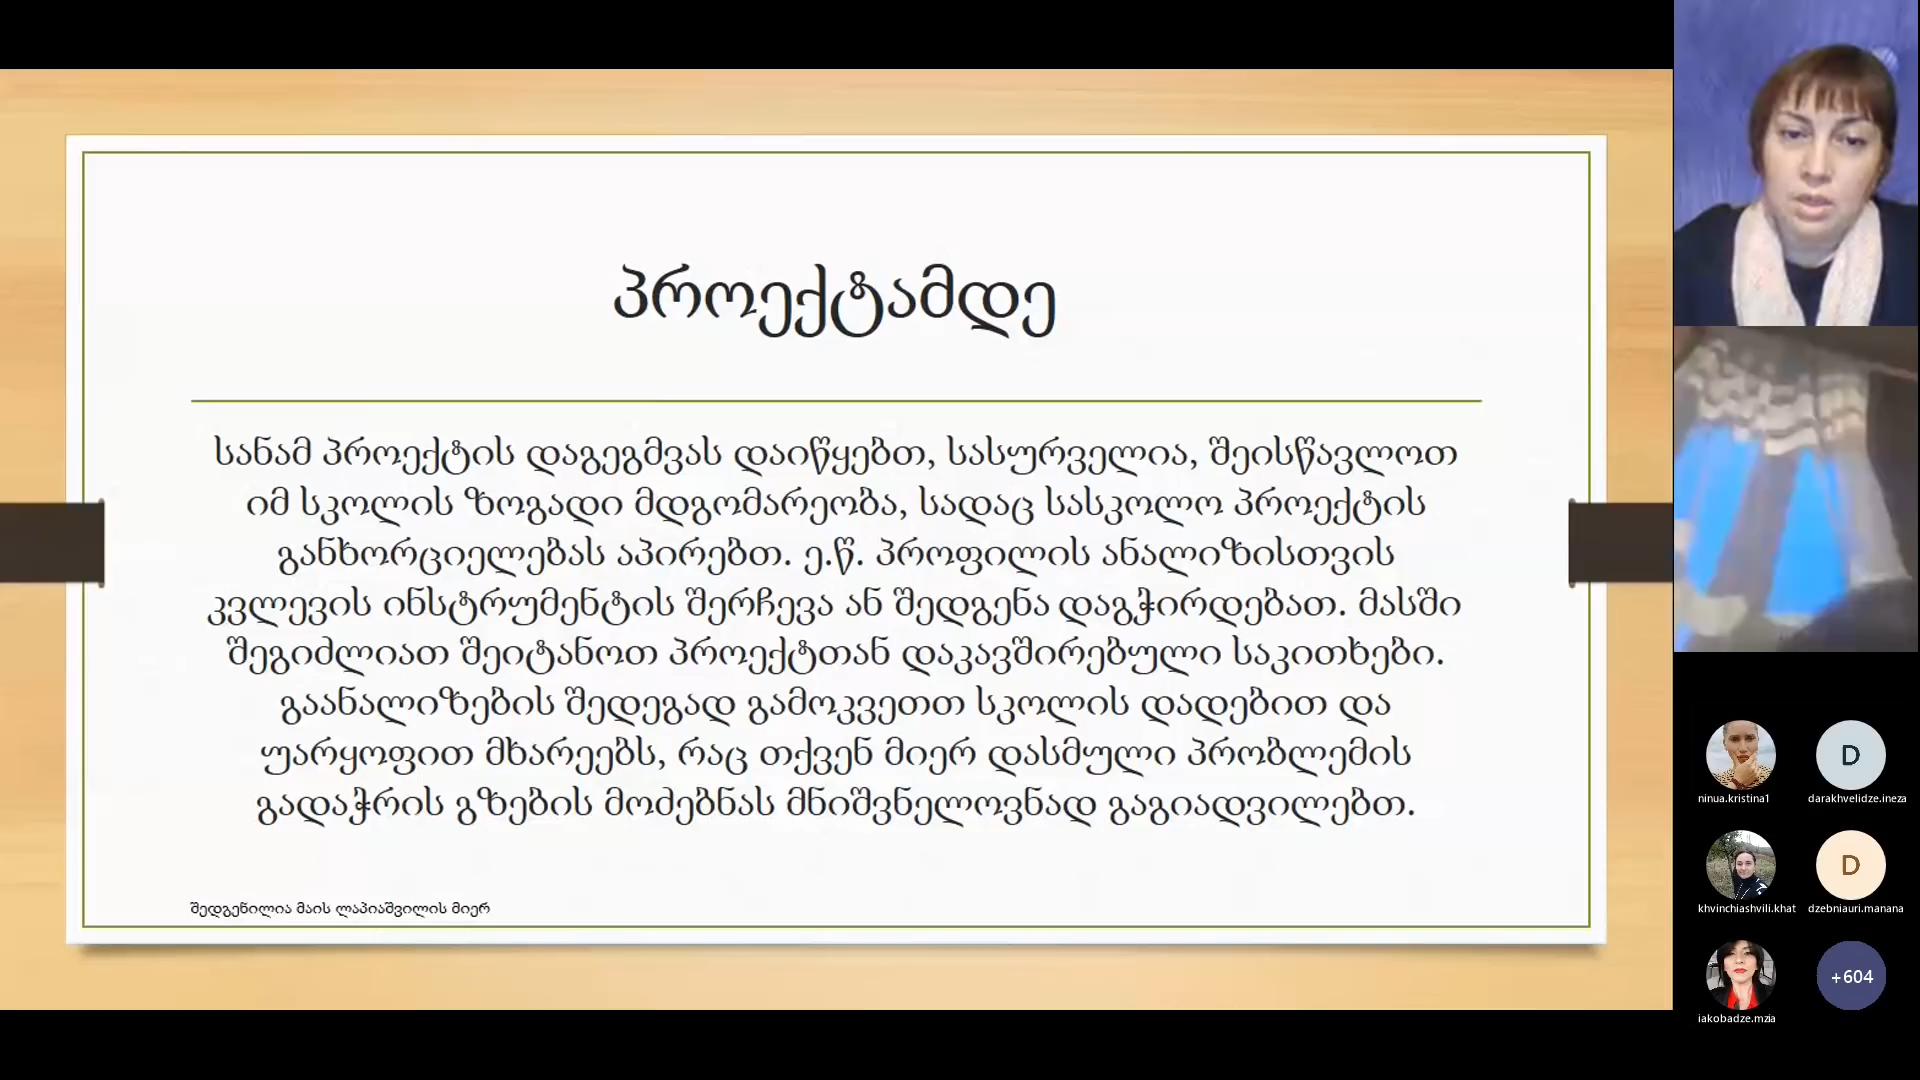 პროექტამდე
სანამ პროექტის დაგეგმვას დაიწყებთ, სასურველია, შეისწავლოთ
იმ სკოლის ზოგადი მდგომარეობა, სადაც სასკოლო პროექტის
განხორციელებას აპირებთ. ე.წ. პროფილის ანალიზისთვის
კვლევის ინსტრუმენტის შერჩევა ან შედგენა დაგჭირდებათ. მასში
შეგიძლიათ შეიტანოთ პროექტთან დაკავშირებული საკითხები.
გაანალიზების შედეგად გამოკვეთთ სკოლის დადებით და
უარყოფით მხარეებს, რაც თქვენ მიერ დასმული პრობლემის
გადაჭრის გზების მოძებნას მნიშვნელოვნად გაგიადვილებთ.
შედგენილია მაის ლაპიაშვილის მიერ
ninua.kristina1
D
darakhvelidze.ineza
khvinchiashvili.khat
D
dzebniauri.manana
iakobadze.mzia
+604